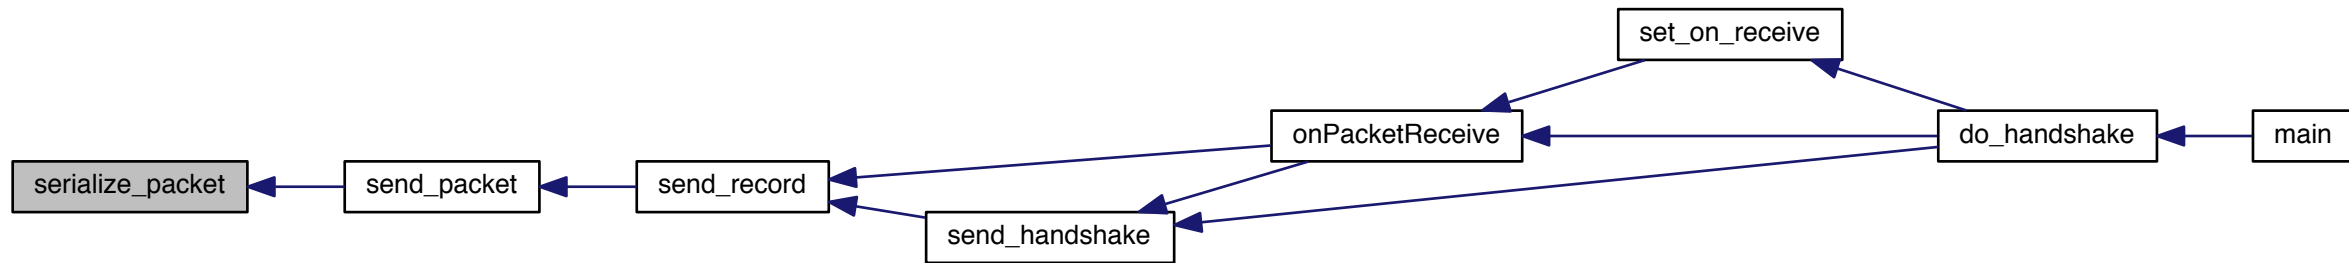 set_on_receive
onPacketReceive
do_handshake
main
serialize_packet
send_packet
send_record
send_handshake